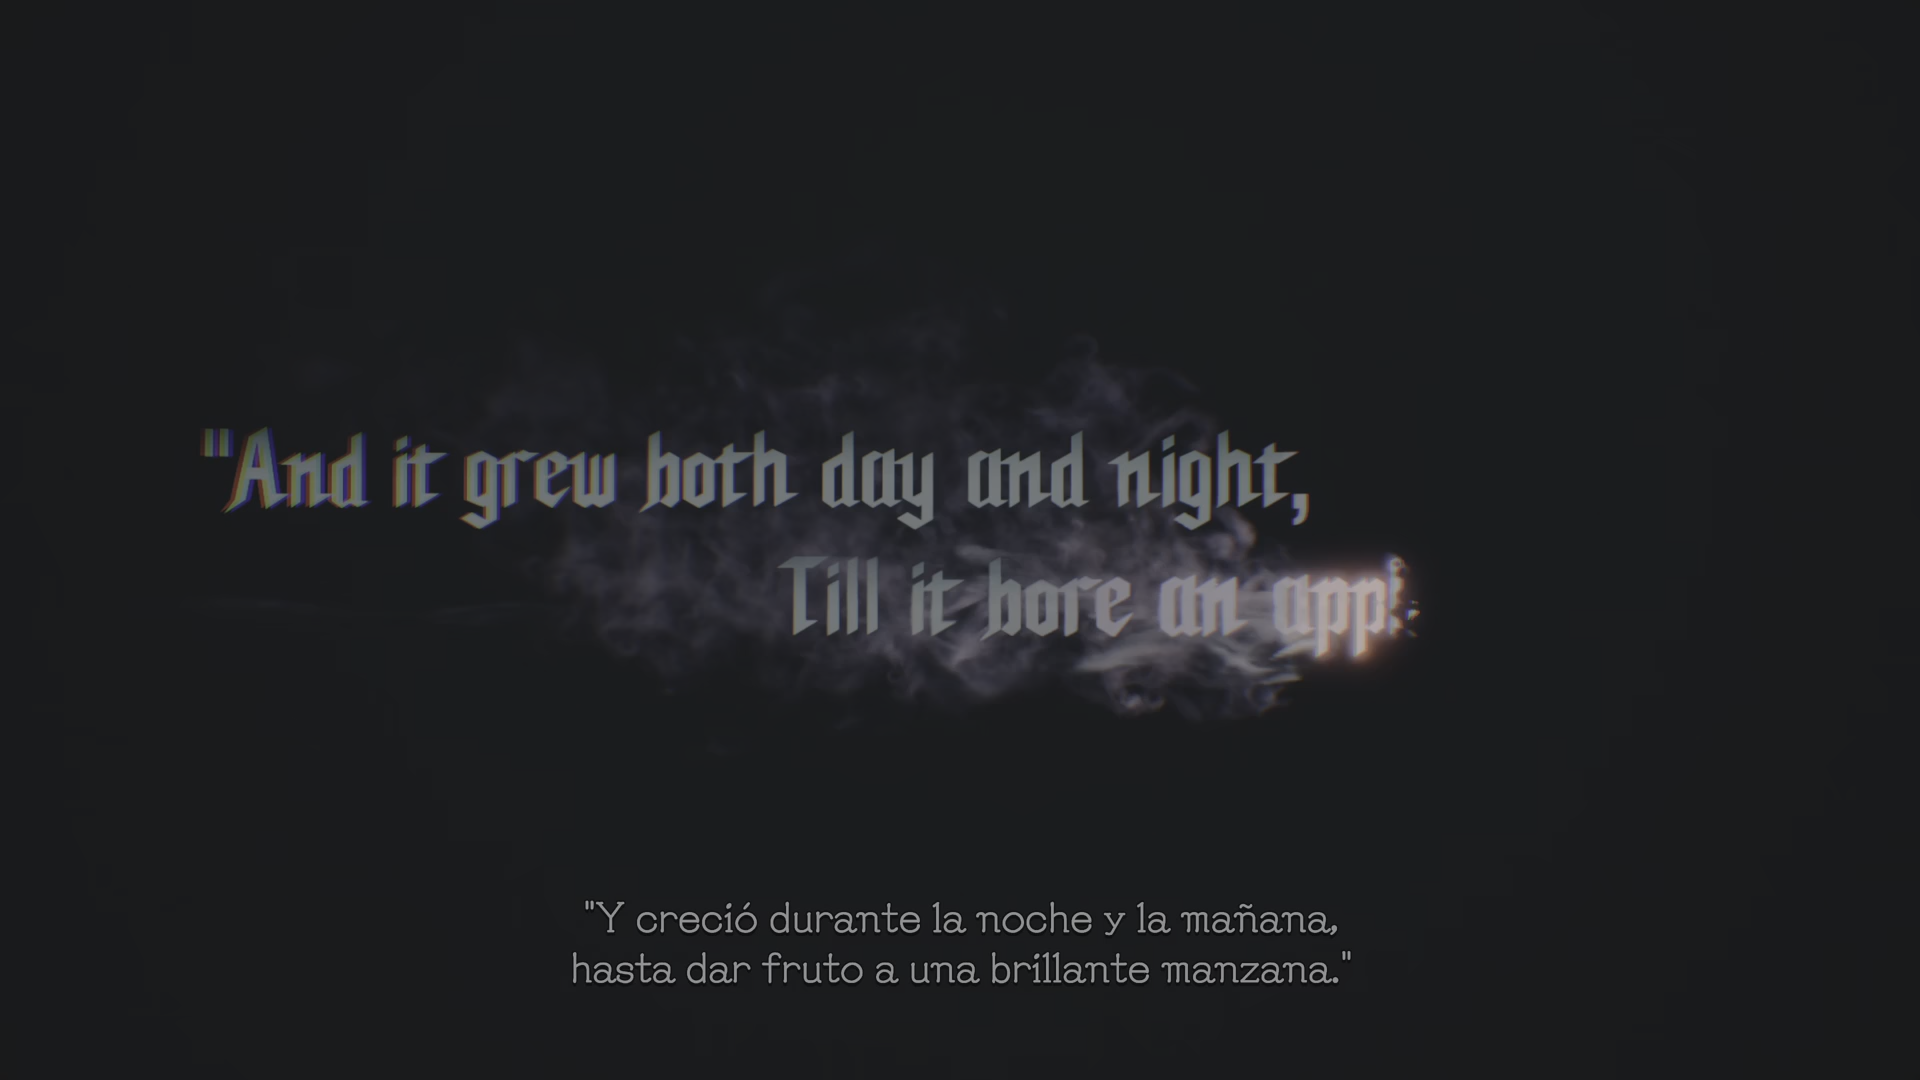 "And it grew both day and night,
Till it bore an app
"Y creció durante la noche y la mañana,
hasta dar fruto a una brillante manzana."